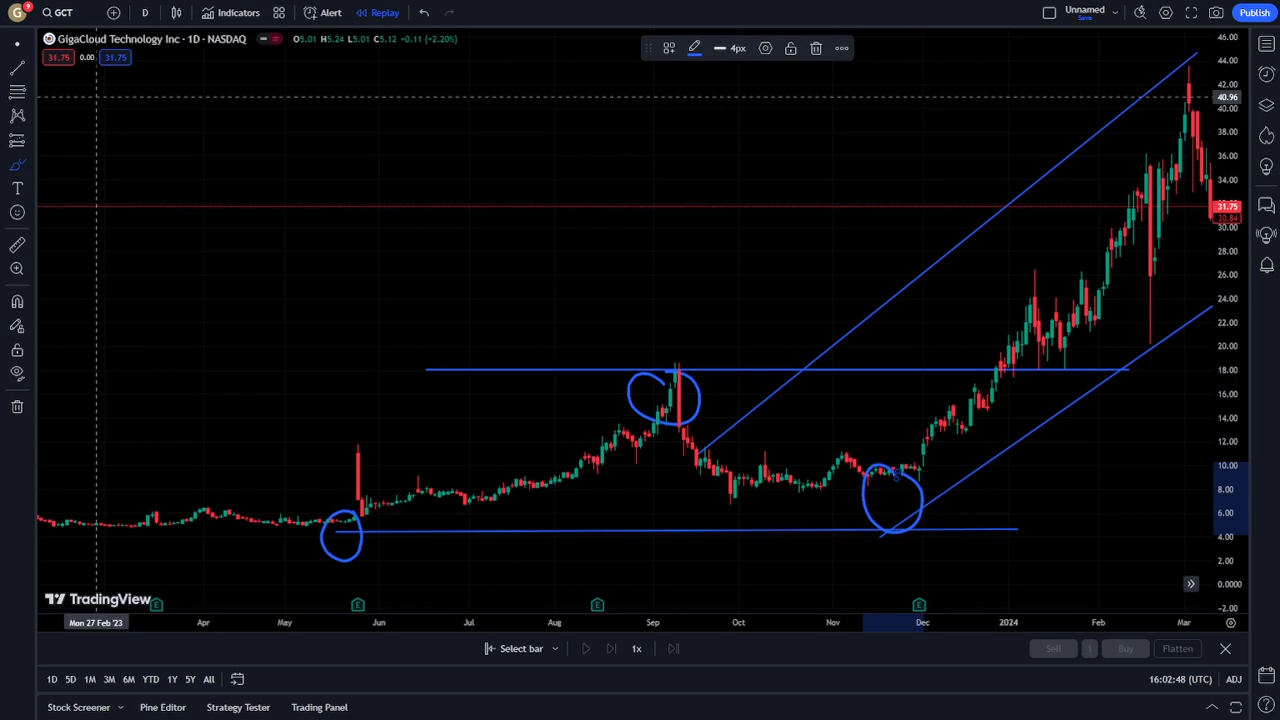 G 9 GCT D Indicators Alert Replay Unnamed Save Publish
GigaCloud Technology Inc · 1D · NASDAQ O5.01 H5.24 L5.01 C5.12 +0.11 (+2.20%)
31.75 0.00 31.75
4px
46.00
44.00
42.00
40.96
40.00
38.00
36.00
34.00
31.75
30.84
30.00
28.00
26.00
24.00
22.00
20.00
18.00
16.00
14.00
12.00
10.00
8.00
6.00
4.00
2.00
0.0000
-2.00
TradingView
E E E E
Mon 27 Feb '23 Apr May Jun Jul Aug Sep Oct Nov Dec 2024 Feb Mar
Select bar 1x Sell 1 Buy Flatten
1D 5D 1M 3M 6M YTD 1Y 5Y All 16:02:48 (UTC) ADJ
Stock Screener Pine Editor Strategy Tester Trading Panel